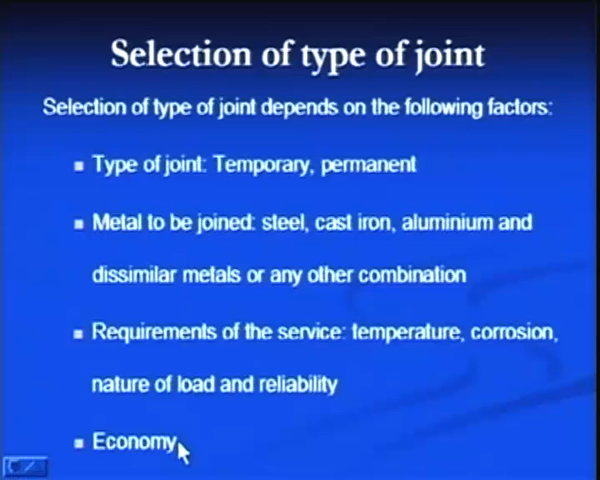 Selection of type of joint
Selection of type of joint depends on the following factors:
Type of joint: Temporary, permanent
Metal to be joined: steel, cast iron, aluminium and
dissimilar metals or any other combination
Requirements of the service: temperature, corrosion,
nature of load and reliability
Economy